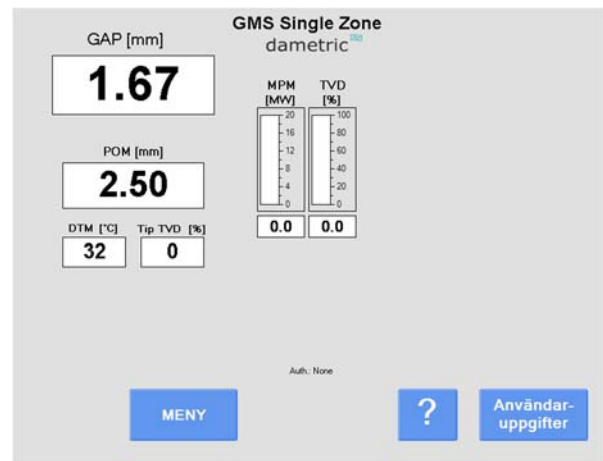 GMS Single Zone
dametric
GAP [mm]
1.67
POM [mm]
2.50
DTM [°C]
32
Tip TVD [%]
0
MPM
[MW]
20
16
12
8
4
0
0.0
TVD
[%]
100
80
60
40
20
0
0.0
Auth.: None
MENY
?
Användar-
uppgifter